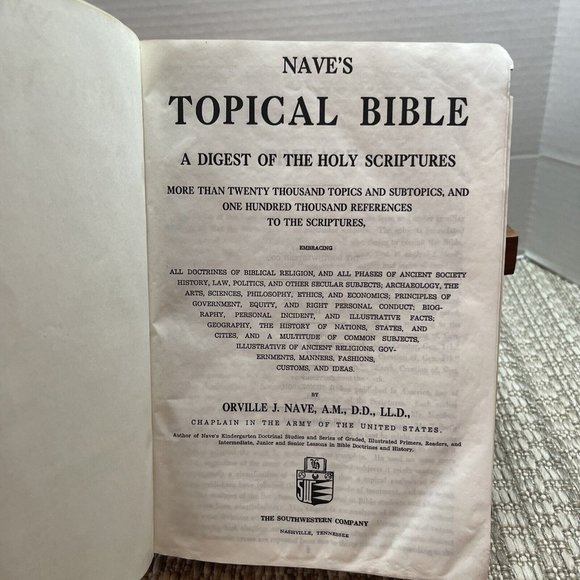 NAVE'S
TOPICAL BIBLE
A DIGEST OF THE HOLY SCRIPTURES
MORE THAN TWENTY THOUSAND TOPICS AND SUBTOPICS, AND
ONE HUNDRED THOUSAND REFERENCES
TO THE SCRIPTURES,
EMBRACING
ALL DOCTRINES OF BIBLICAL RELIGION, AND ALL PHASES OF ANCIENT SOCIETY
HISTORY, LAW, POLITICS, AND OTHER SECULAR SUBJECTS; ARCHAEOLOGY, THE
ARTS, SCIENCES, PHILOSOPHY, ETHICS, AND ECONOMICS; PRINCIPLES OF
GOVERNMENT, EQUITY, AND RIGHT PERSONAL CONDUCT; BIOG-
RAPHY, PERSONAL INCIDENT, AND ILLUSTRATIVE FACTS;
GEOGRAPHY, THE HISTORY OF NATIONS, STATES, AND
CITIES, AND A MULTITUDE OF COMMON SUBJECTS,
ILLUSTRATIVE OF ANCIENT RELIGIONS, GOV-
ERNMENTS, MANNERS, FASHIONS,
CUSTOMS, AND IDEAS.
BY
ORVILLE J. NAVE, A.M., D.D., LL.D.,
CHAPLAIN IN THE ARMY OF THE UNITED STATES.
Author of Nave's Kindergarten Doctrinal Studies and Series of Graded, Illustrated Primers, Readers, and
Intermediate, Junior and Senior Lessons in Bible Doctrines and History.
THE SOUTHWESTERN COMPANY
NASHVILLE, TENNESSEE